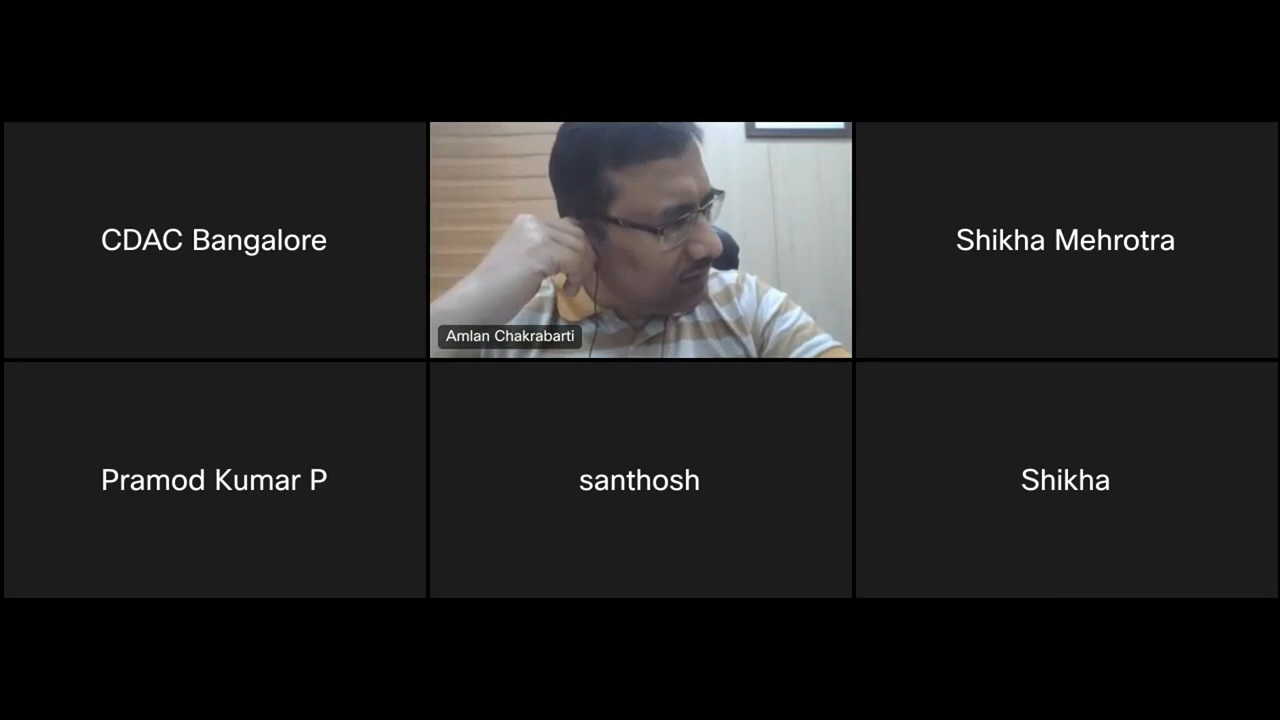 CDAC Bangalore
Amlan Chakrabarti
Shikha Mehrotra
Pramod Kumar P
santhosh
Shikha